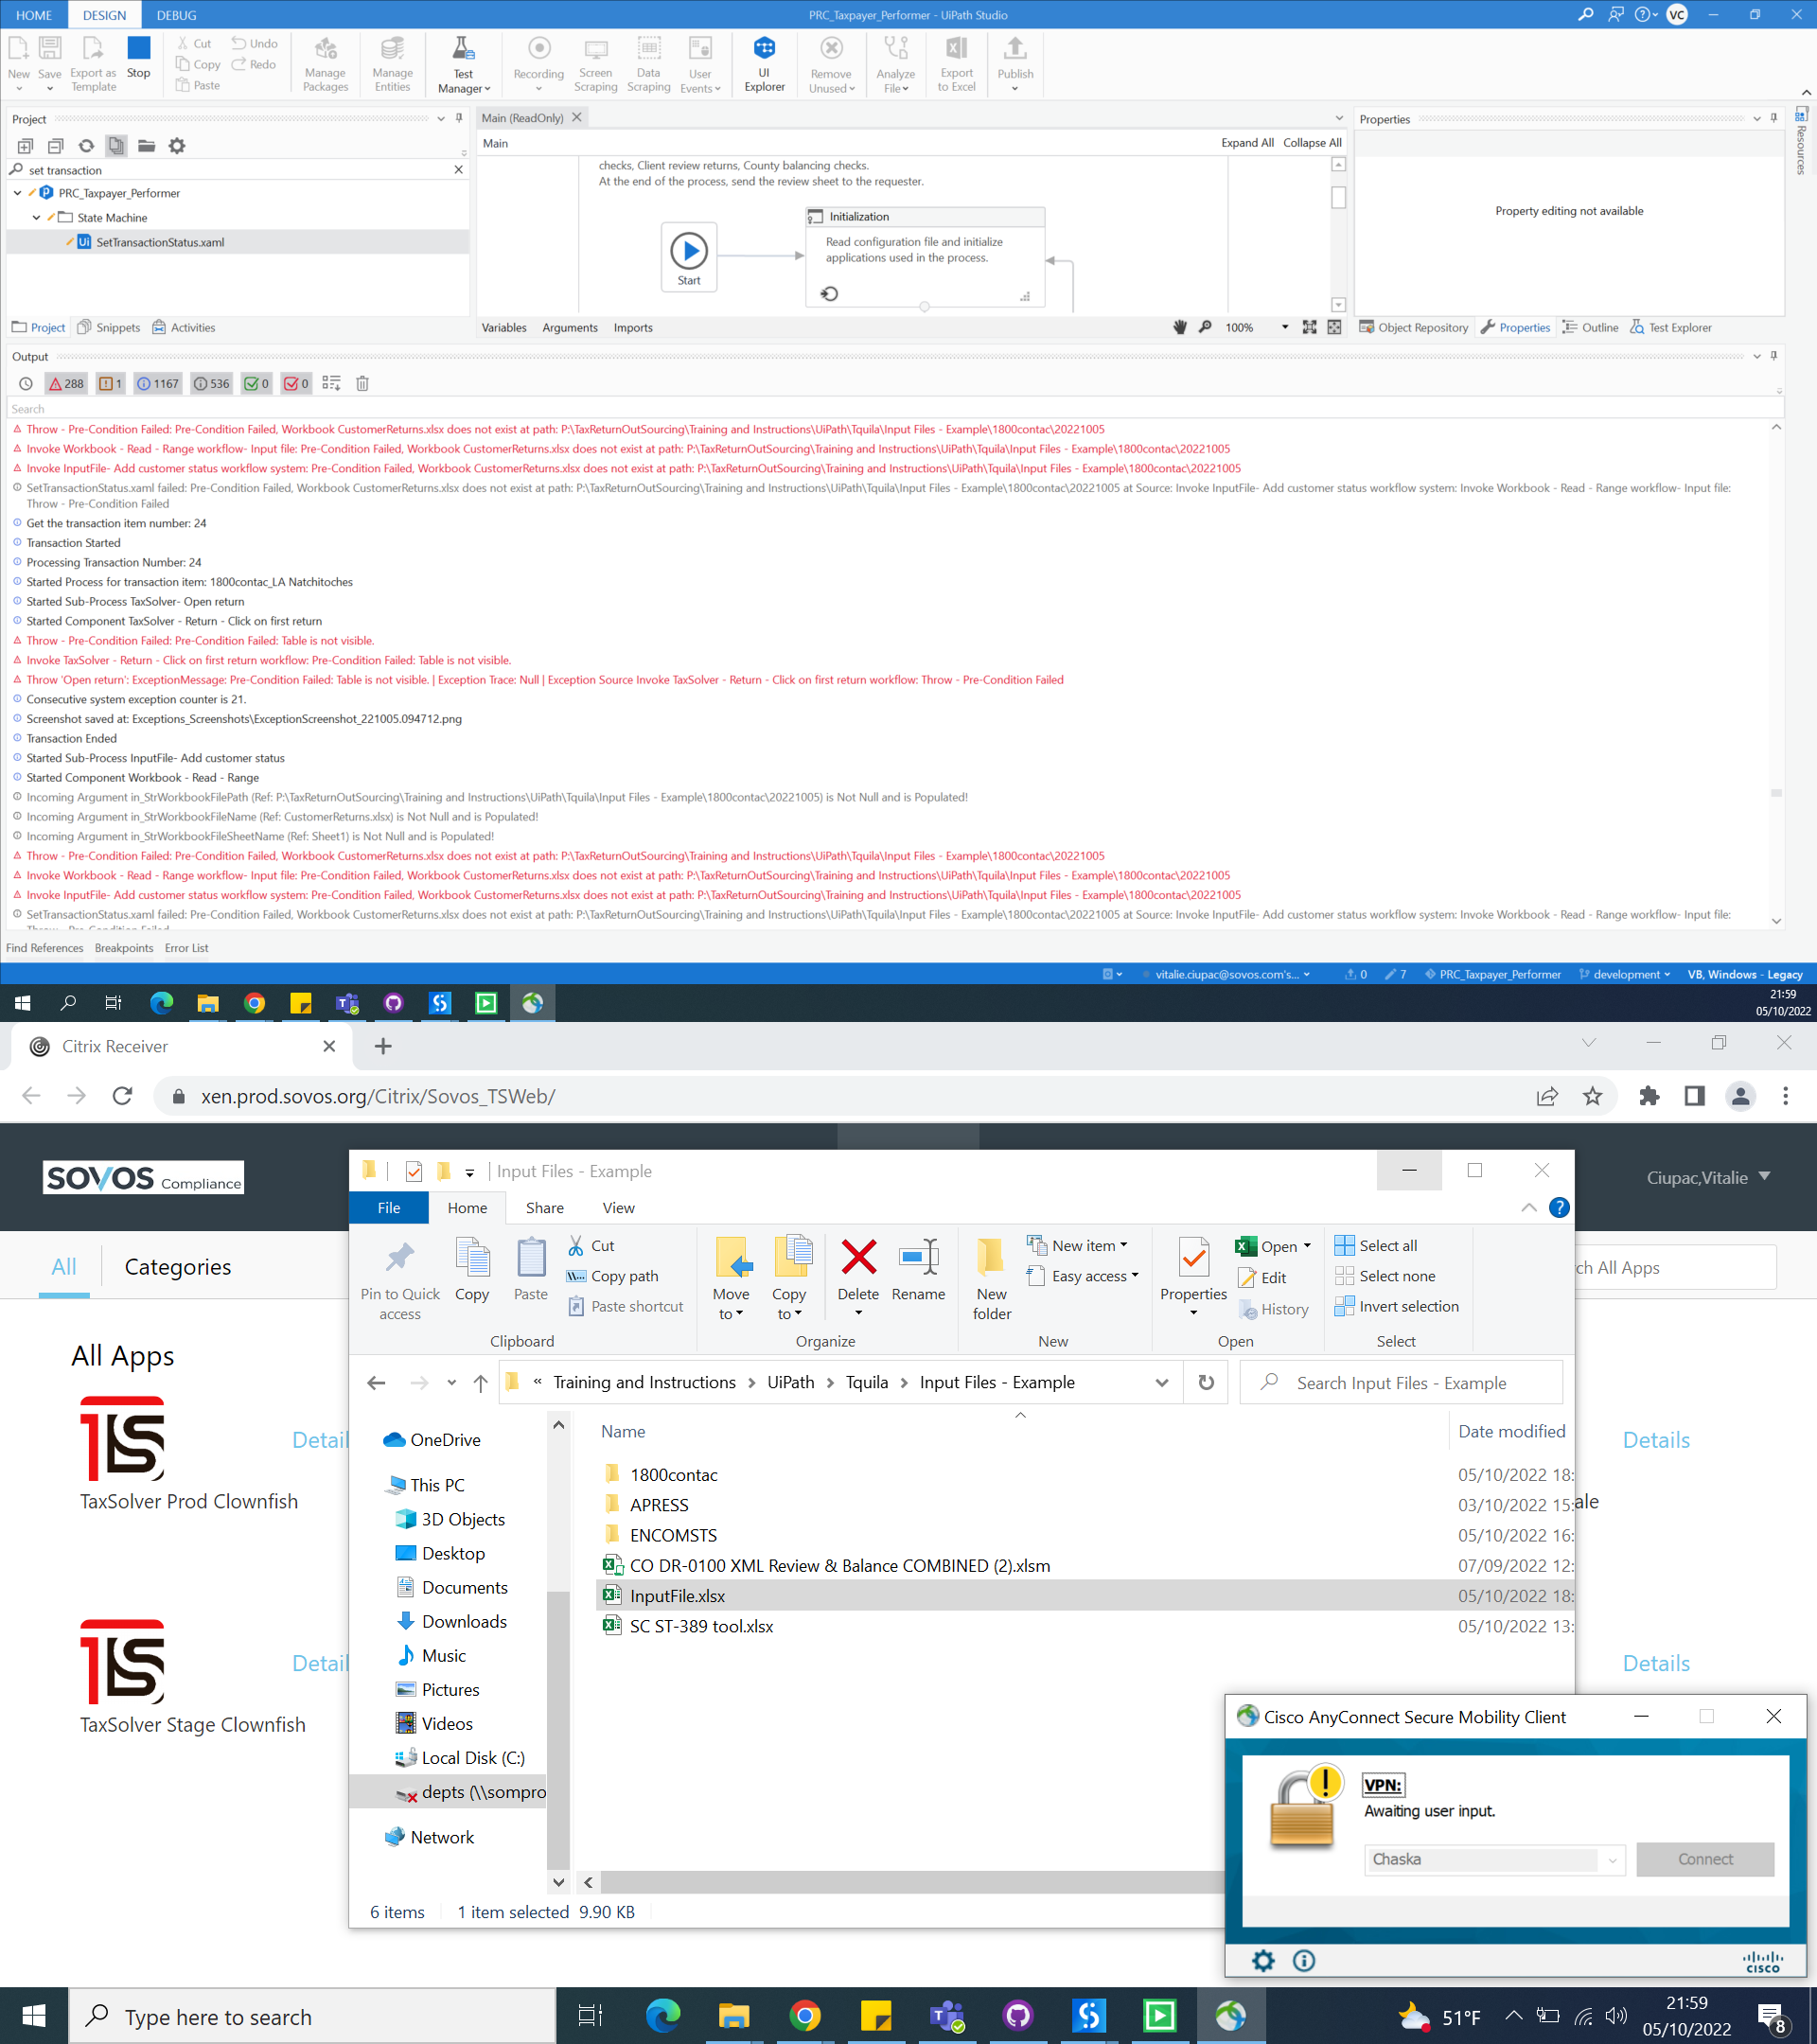 HOME DESIGN DEBUG PRC_Taxpayer_Performer - UiPath Studio VC
New Save Export as Template Stop Cut Copy Paste Undo Redo Manage Packages Manage Entities Test Manager Recording Screen Scraping Data Scraping User Events UI Explorer Remove Unused Analyze File Export to Excel Publish
Project
set transaction
PRC_Taxpayer_Performer
State Machine
SetTransactionStatus.xaml
Project Snippets Activities
Main (ReadOnly)
Main Expand All Collapse All
checks, Client review returns, County balancing checks.
At the end of the process, send the review sheet to the requester.
Start
Initialization
Read configuration file and initialize
applications used in the process.
Variables Arguments Imports 100%
Properties
Property editing not available
Resources
Object Repository Properties Outline Test Explorer
Output
288 1 1167 536 0 0
Search
Throw - Pre-Condition Failed: Pre-Condition Failed, Workbook CustomerReturns.xlsx does not exist at path: P:\TaxReturnOutSourcing\Training and Instructions\UiPath\Tquila\Input Files - Example\1800contac\20221005
Invoke Workbook - Read - Range workflow- Input file: Pre-Condition Failed, Workbook CustomerReturns.xlsx does not exist at path: P:\TaxReturnOutSourcing\Training and Instructions\UiPath\Tquila\Input Files - Example\1800contac\20221005
Invoke InputFile- Add customer status workflow system: Pre-Condition Failed, Workbook CustomerReturns.xlsx does not exist at path: P:\TaxReturnOutSourcing\Training and Instructions\UiPath\Tquila\Input Files - Example\1800contac\20221005
SetTransactionStatus.xaml failed: Pre-Condition Failed, Workbook CustomerReturns.xlsx does not exist at path: P:\TaxReturnOutSourcing\Training and Instructions\UiPath\Tquila\Input Files - Example\1800contac\20221005 at Source: Invoke InputFile- Add customer status workflow system: Invoke Workbook - Read - Range workflow- Input file:
Throw - Pre-Condition Failed
Get the transaction item number: 24
Transaction Started
Processing Transaction Number: 24
Started Process for transaction item: 1800contac_LA Natchitoches
Started Sub-Process TaxSolver- Open return
Started Component TaxSolver - Return - Click on first return
Throw - Pre-Condition Failed: Pre-Condition Failed: Table is not visible.
Invoke TaxSolver - Return - Click on first return workflow: Pre-Condition Failed: Table is not visible.
Throw 'Open return': ExceptionMessage: Pre-Condition Failed: Table is not visible. | Exception Trace: Null | Exception Source Invoke TaxSolver - Return - Click on first return workflow: Throw - Pre-Condition Failed
Consecutive system exception counter is 21.
Screenshot saved at: Exceptions_Screenshots\ExceptionScreenshot_221005.094712.png
Transaction Ended
Started Sub-Process InputFile- Add customer status
Started Component Workbook - Read - Range
Incoming Argument in_StrWorkbookFilePath (Ref: P:\TaxReturnOutSourcing\Training and Instructions\UiPath\Tquila\Input Files - Example\1800contac\20221005) is Not Null and is Populated!
Incoming Argument in_StrWorkbookFileName (Ref: CustomerReturns.xlsx) is Not Null and is Populated!
Incoming Argument in_StrWorkbookFileSheetName (Ref: Sheet1) is Not Null and is Populated!
Throw - Pre-Condition Failed: Pre-Condition Failed, Workbook CustomerReturns.xlsx does not exist at path: P:\TaxReturnOutSourcing\Training and Instructions\UiPath\Tquila\Input Files - Example\1800contac\20221005
Invoke Workbook - Read - Range workflow- Input file: Pre-Condition Failed, Workbook CustomerReturns.xlsx does not exist at path: P:\TaxReturnOutSourcing\Training and Instructions\UiPath\Tquila\Input Files - Example\1800contac\20221005
Invoke InputFile- Add customer status workflow system: Pre-Condition Failed, Workbook CustomerReturns.xlsx does not exist at path: P:\TaxReturnOutSourcing\Training and Instructions\UiPath\Tquila\Input Files - Example\1800contac\20221005
SetTransactionStatus.xaml failed: Pre-Condition Failed, Workbook CustomerReturns.xlsx does not exist at path: P:\TaxReturnOutSourcing\Training and Instructions\UiPath\Tquila\Input Files - Example\1800contac\20221005 at Source: Invoke InputFile- Add customer status workflow system: Invoke Workbook - Read - Range workflow- Input file:
Find References Breakpoints Error List
vitalie.ciupac@sovos.com's... 0 7 PRC_Taxpayer_Performer development VB, Windows - Legacy
21:59
05/10/2022
Citrix Receiver
xen.prod.sovos.org/Citrix/Sovos_TSWeb/
SOVOS Compliance
Ciupac,Vitalie
All Categories
ch All Apps
All Apps
TaxSolver Prod Clownfish
Detail
TaxSolver Stage Clownfish
Detail
Details
ale
Details
Input Files - Example
File Home Share View
Pin to Quick access Copy Paste Cut Copy path Paste shortcut
Move to Copy to Delete Rename New folder New item Easy access Properties Open Edit History Select all Select none Invert selection
Clipboard Organize New Open Select
« Training and Instructions > UiPath > Tquila > Input Files - Example
Search Input Files - Example
OneDrive
This PC
3D Objects
Desktop
Documents
Downloads
Music
Pictures
Videos
Local Disk (C:)
depts (\\sompro
Network
Name Date modified
1800contac 05/10/2022 18:
APRESS 03/10/2022 15:
ENCOMSTS 05/10/2022 16:
CO DR-0100 XML Review & Balance COMBINED (2).xlsm 07/09/2022 12:
InputFile.xlsx 05/10/2022 18:
SC ST-389 tool.xlsx 05/10/2022 13:
6 items 1 item selected 9.90 KB
Cisco AnyConnect Secure Mobility Client
VPN:
Awaiting user input.
Chaska
Connect
CISCO
Type here to search
51°F
21:59
05/10/2022
8